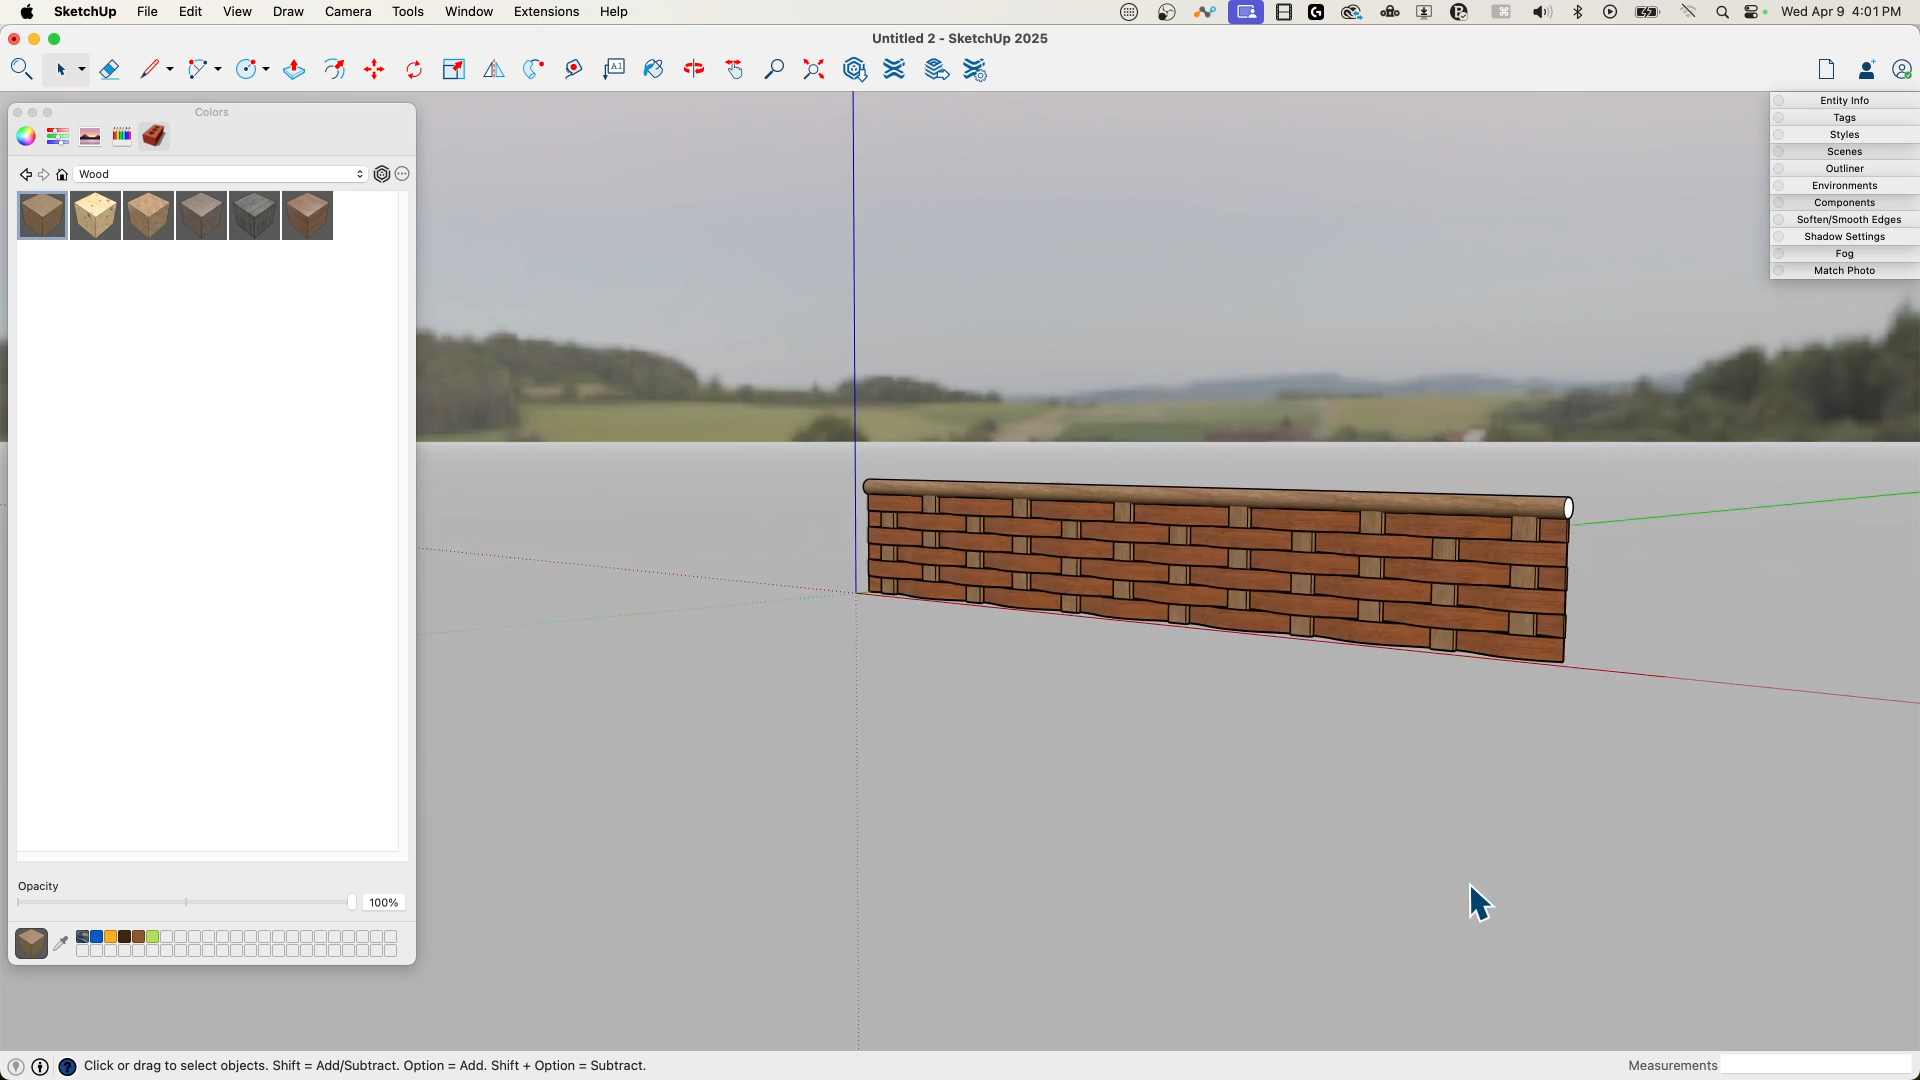 SketchUp File Edit View Draw Camera Tools Window Extensions Help Wed Apr 9 4:01 PM
Untitled 2 - SketchUp 2025
A1
Colors
Wood
Opacity
100%
Entity Info
Tags
Styles
Scenes
Outliner
Environments
Components
Soften/Smooth Edges
Shadow Settings
Fog
Match Photo
Click or drag to select objects. Shift = Add/Subtract. Option = Add. Shift + Option = Subtract.
Measurements